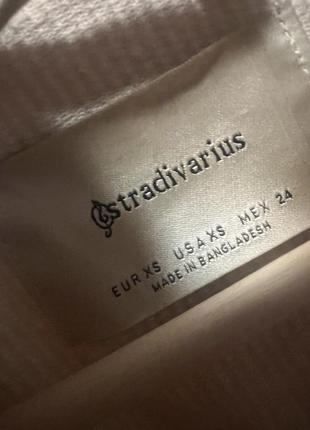 stradivarius
EUR XS USA XS MEX 24
MADE IN BANGLADESH